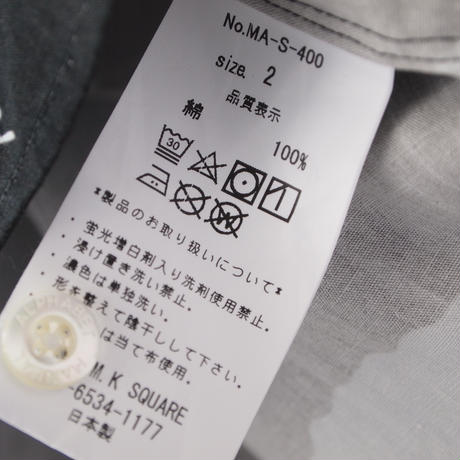 No.MA-S-400
size. 2
品質表示
綿 100%
30
*製品のお取り扱いについて*
・蛍光増白剤入り洗剤使用禁止。
・浸け置き洗い禁止。
・濃色は単独洗い。
・形を整えて陰干しして下さい。
は当て布使用。
M.K SQUARE
-6534-1177
日本製
ALPHABET